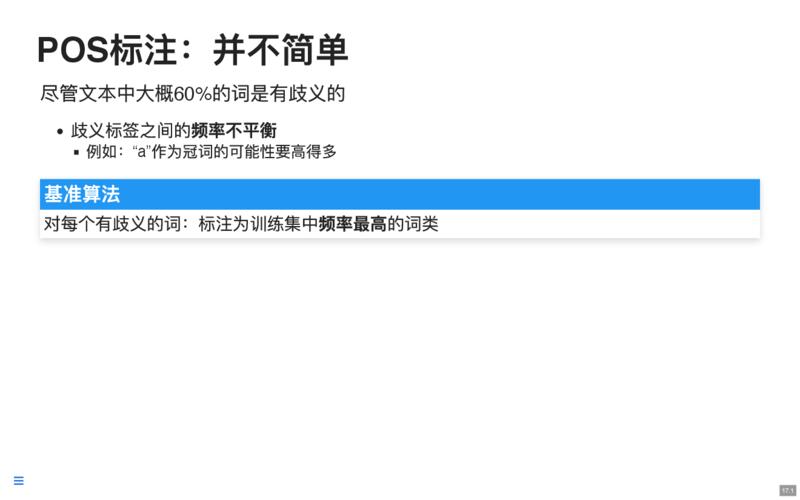 POS标注：并不简单
尽管文本中大概60%的词是有歧义的
• 歧义标签之间的频率不平衡
▪ 例如：“a”作为冠词的可能性要高得多
基准算法
对每个有歧义的词：标注为训练集中频率最高的词类
17.1